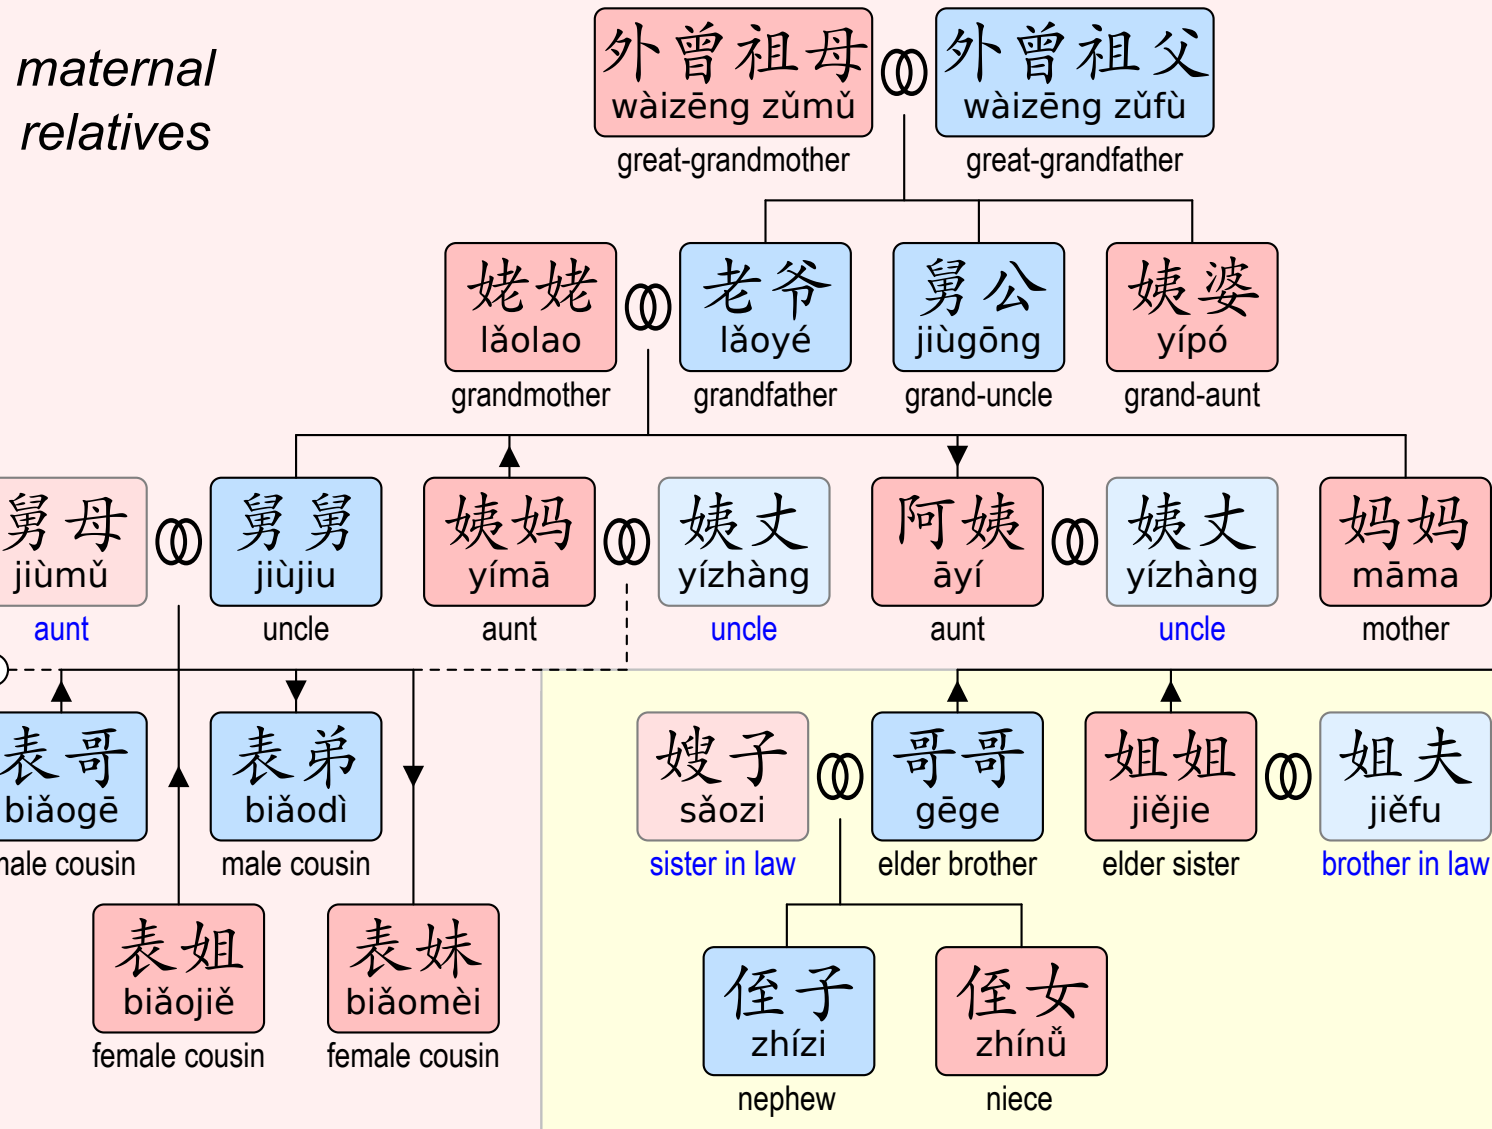 maternal
relatives
外曾祖母
wàizēng zǔmǔ
great-grandmother
外曾祖父
wàizēng zǔfù
great-grandfather
姥姥
lǎolao
grandmother
老爷
lǎoyé
grandfather
舅公
jiùgōng
grand-uncle
姨婆
yípó
grand-aunt
舅母
jiùmǔ
aunt
舅舅
jiùjiu
uncle
姨妈
yímā
aunt
姨丈
yízhàng
uncle
阿姨
āyí
aunt
姨丈
yízhàng
uncle
妈妈
māma
mother
表哥
biǎogē
male cousin
表弟
biǎodì
male cousin
嫂子
sǎozi
sister in law
哥哥
gēge
elder brother
姐姐
jiějie
elder sister
姐夫
jiěfu
brother in law
表姐
biǎojiě
female cousin
表妹
biǎomèi
female cousin
侄子
zhízi
nephew
侄女
zhínǚ
niece